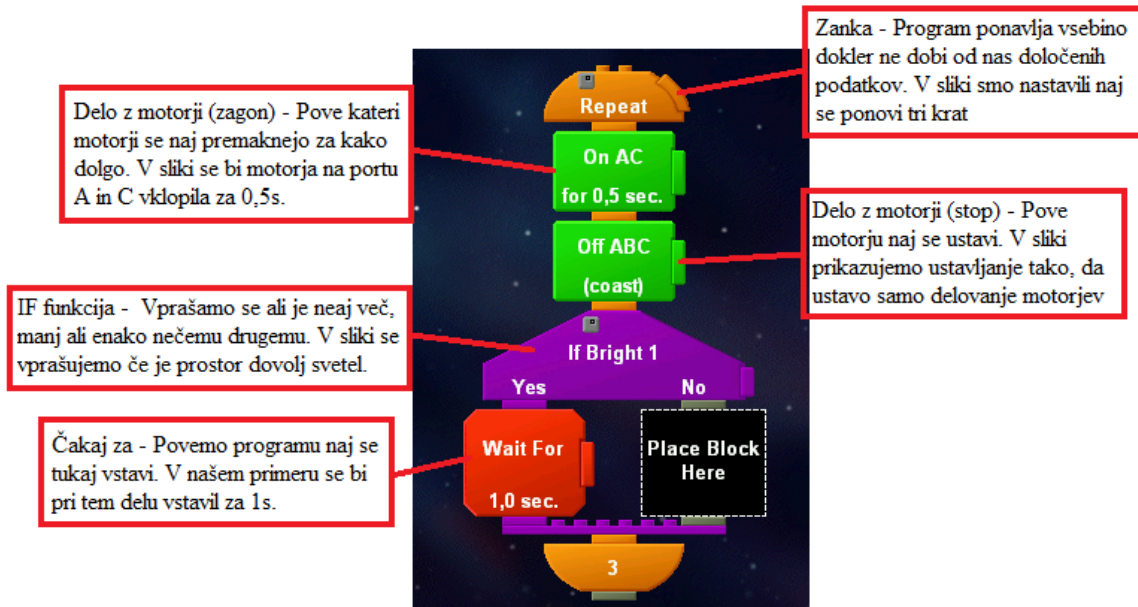 Zanka - Program ponavlja vsebino
dokler ne dobi od nas določenih
podatkov. V sliki smo nastavili naj
se ponovi tri krat
Delo z motorji (zagon) - Pove kateri
motorji se naj premaknejo za kako
dolgo. V sliki se bi motorja na portu
A in C vklopila za 0,5s.
Repeat
On AC
for 0,5 sec.
Delo z motorji (stop) - Pove
motorju naj se ustavi. V sliki
prikazujemo ustavljanje tako, da
ustavo samo delovanje motorjev
Off ABC
(coast)
IF funkcija - Vprašamo se ali je neaj več,
manj ali enako nečemu drugemu. V sliki se
vprašujemo če je prostor dovolj svetel.
If Bright 1
Yes
No
Čakaj za - Povemo programu naj se
tukaj vstavi. V našem primeru se bi
pri tem delu vstavil za 1s.
Wait For
1,0 sec.
Place Block
Here
3